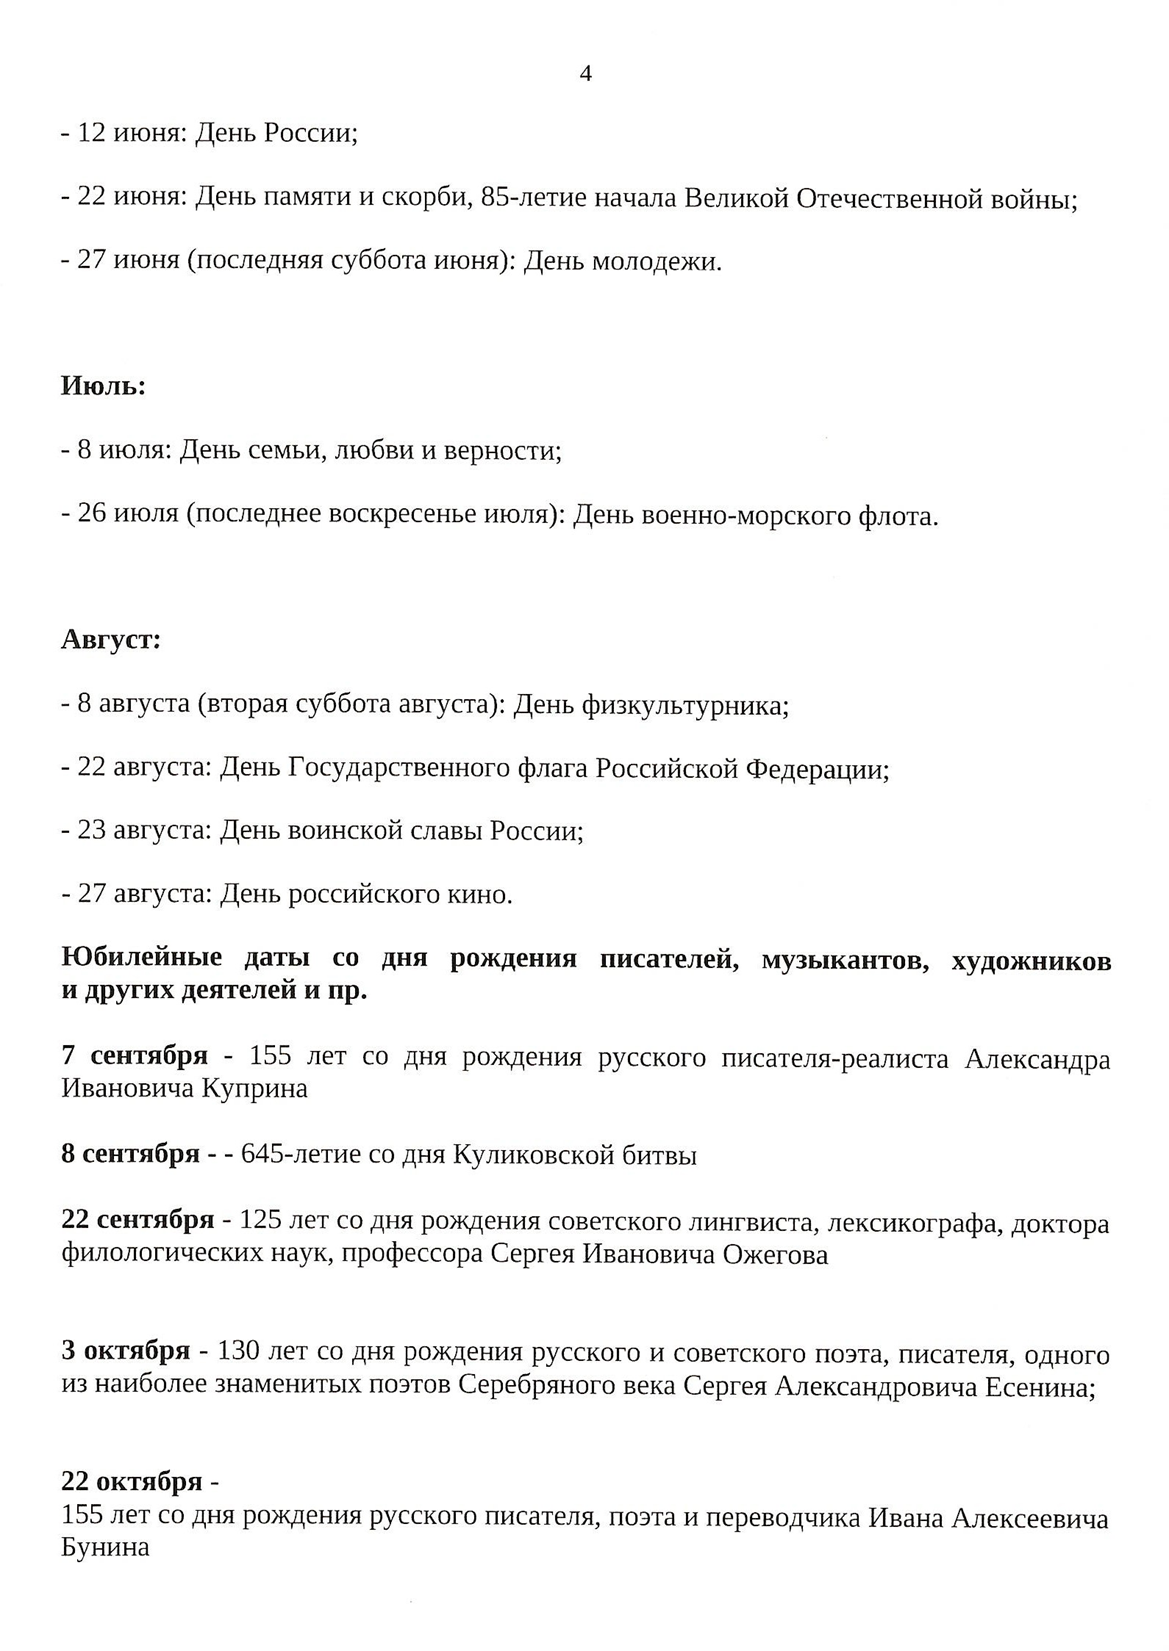 4
- 12 июня: День России;
- 22 июня: День памяти и скорби, 85-летие начала Великой Отечественной войны;
- 27 июня (последняя суббота июня): День молодежи.
Июль:
- 8 июля: День семьи, любви и верности;
- 26 июля (последнее воскресенье июля): День военно-морского флота.
Август:
- 8 августа (вторая суббота августа): День физкультурника;
- 22 августа: День Государственного флага Российской Федерации;
- 23 августа: День воинской славы России;
- 27 августа: День российского кино.
Юбилейные даты со дня рождения писателей, музыкантов, художников
и других деятелей и пр.
7 сентября - 155 лет со дня рождения русского писателя-реалиста Александра
Ивановича Куприна
8 сентября - - 645-летие со дня Куликовской битвы
22 сентября - 125 лет со дня рождения советского лингвиста, лексикографа, доктора
филологических наук, профессора Сергея Ивановича Ожегова
3 октября - 130 лет со дня рождения русского и советского поэта, писателя, одного
из наиболее знаменитых поэтов Серебряного века Сергея Александровича Есенина;
22 октября -
155 лет со дня рождения русского писателя, поэта и переводчика Ивана Алексеевича
Бунина